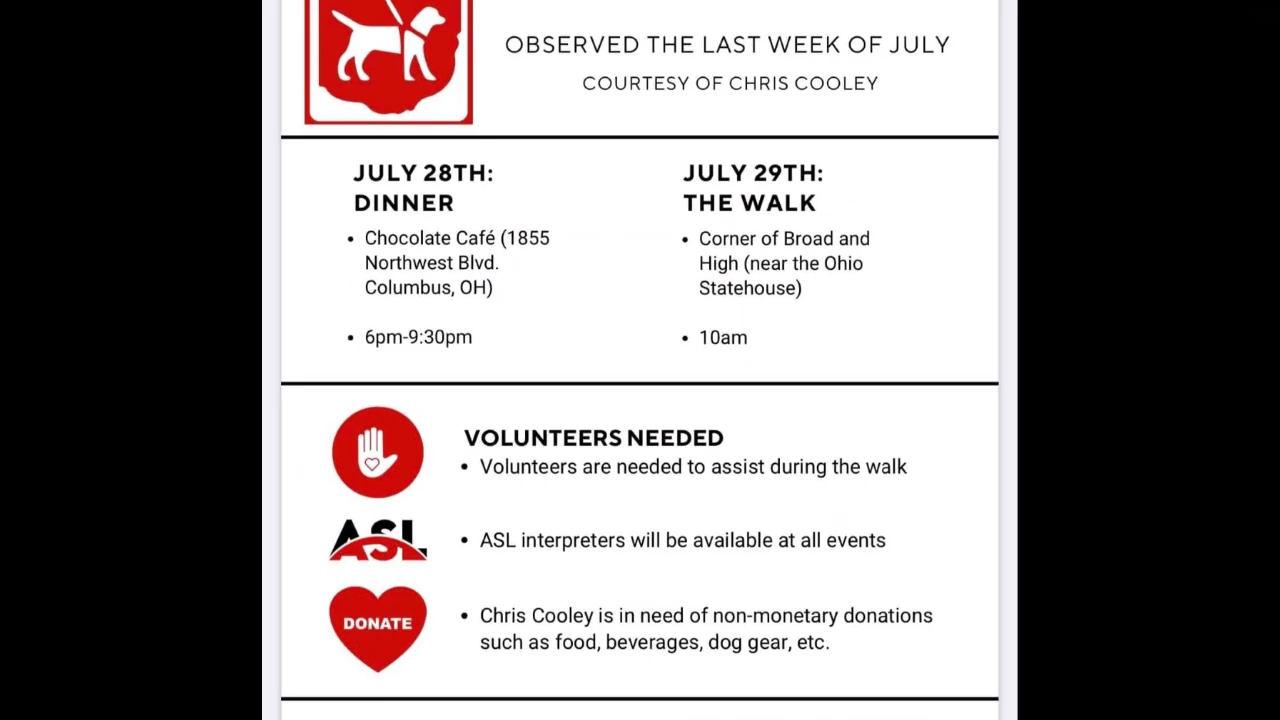 OBSERVED THE LAST WEEK OF JULY
COURTESY OF CHRIS COOLEY
JULY 28TH:
DINNER
• Chocolate Café (1855
Northwest Blvd.
Columbus, OH)
• 6pm-9:30pm
JULY 29TH:
THE WALK
• Corner of Broad and
High (near the Ohio
Statehouse)
• 10am
VOLUNTEERS NEEDED
• Volunteers are needed to assist during the walk
ASL
• ASL interpreters will be available at all events
DONATE
• Chris Cooley is in need of non-monetary donations
such as food, beverages, dog gear, etc.